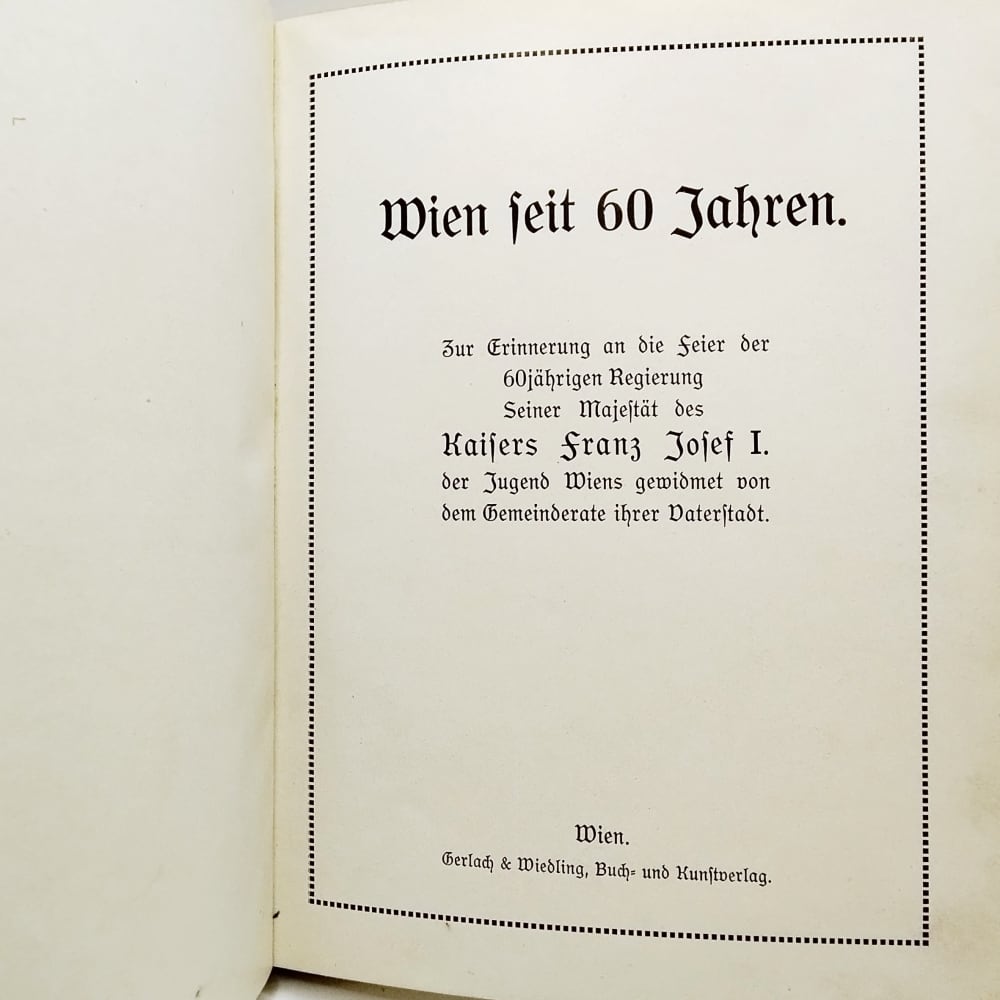 Wien ſeit 60 Jahren.
Zur Erinnerung an die Feier der
60jährigen Regierung
Seiner Majeſtät des
Kaiſers Franz Joſef I.
der Jugend Wiens gewidmet von
dem Gemeinderate ihrer Vaterſtadt.
Wien.
Gerlach & Wiedling, Buch- und Kunſtverlag.